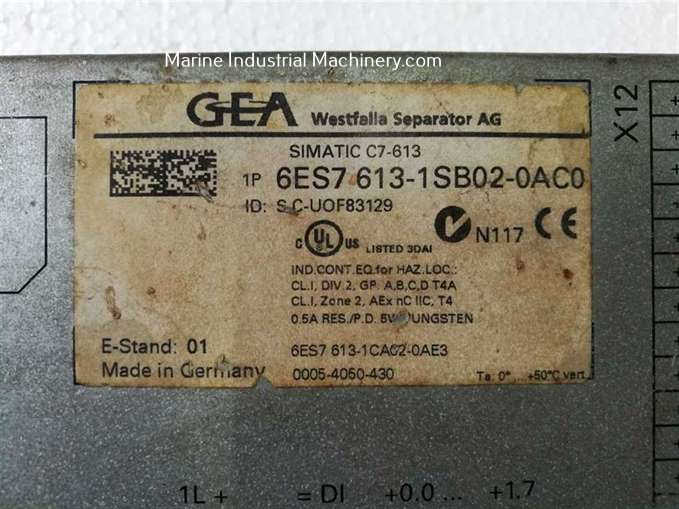 Marine Industrial Machinery.com
GEA Westfalia Separator AG
SIMATIC C7-613
1P 6ES7 613-1SB02-0AC0
ID: S C-UOF83129
c UL US LISTED 3DAI N117 CE
IND.CONT.EQ.for HAZ.LOC.:
CL.I, DIV 2, GP. A,B,C,D T4A
CL.I, Zone 2, AEx nC IIC, T4
0.5A RES./P.D. 5W TUNGSTEN
E-Stand: 01
6ES7 613-1CA02-0AE3
Made in Germany
0005-4060-430
Ta: 0° ... +50°C vert.
X12
1L + = DI +0.0 ... +1.7